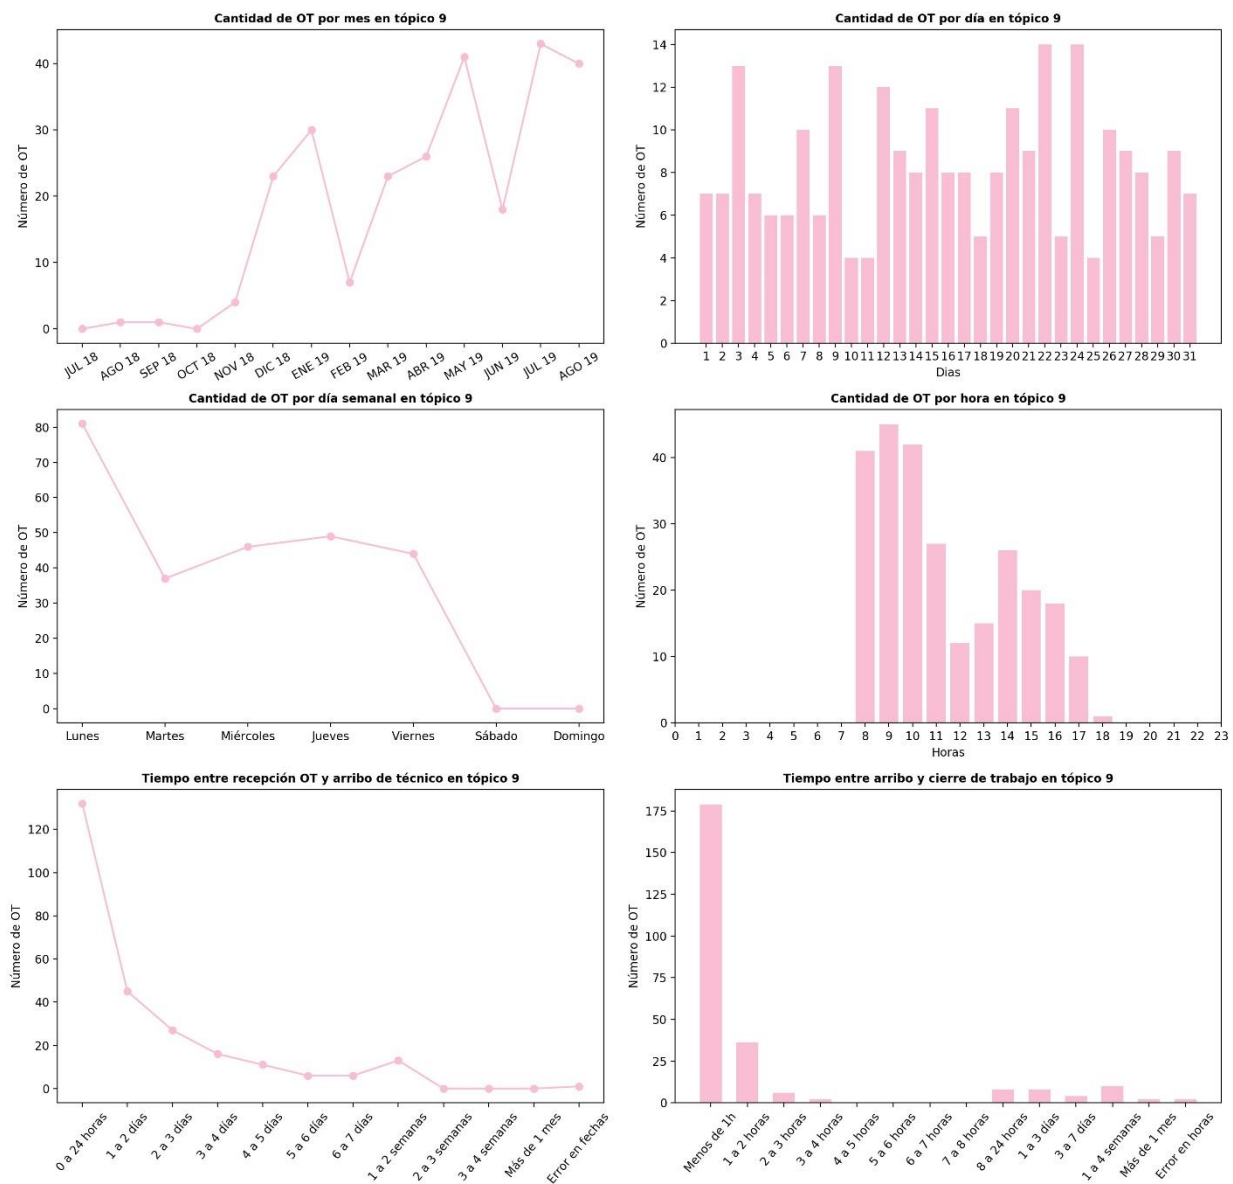 Cantidad de OT por mes en tópico 9
Número de OT
40
30
20
10
0
JUL 18 AGO 18 SEP 18 OCT 18 NOV 18 DIC 18 ENE 19 FEB 19 MAR 19 ABR 19 MAY 19 JUN 19 JUL 19 AGO 19
Cantidad de OT por día en tópico 9
Número de OT
14
12
10
8
6
4
2
0
1 2 3 4 5 6 7 8 9 10 11 12 13 14 15 16 17 18 19 20 21 22 23 24 25 26 27 28 29 30 31
Dias
Cantidad de OT por día semanal en tópico 9
Número de OT
80
70
60
50
40
30
20
10
0
Lunes Martes Miércoles Jueves Viernes Sábado Domingo
Cantidad de OT por hora en tópico 9
Número de OT
40
30
20
10
0
0 1 2 3 4 5 6 7 8 9 10 11 12 13 14 15 16 17 18 19 20 21 22 23
Horas
Tiempo entre recepción OT y arribo de técnico en tópico 9
Número de OT
120
100
80
60
40
20
0
0 a 24 horas 1 a 2 días 2 a 3 días 3 a 4 días 4 a 5 días 5 a 6 días 6 a 7 días 1 a 2 semanas 2 a 3 semanas 3 a 4 semanas Más de 1 mes Error en fechas
Tiempo entre arribo y cierre de trabajo en tópico 9
Número de OT
175
150
125
100
75
50
25
0
Menos de 1h 1 a 2 horas 2 a 3 horas 3 a 4 horas 4 a 5 horas 5 a 6 horas 6 a 7 horas 7 a 8 horas 8 a 24 horas 1 a 3 días 3 a 7 días 1 a 4 semanas Más de 1 mes Error en horas